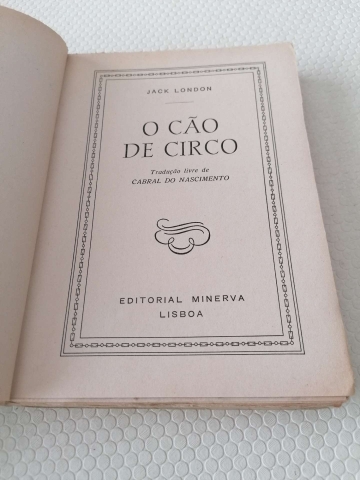 JACK LONDON
O CÃO
DE CIRCO
Tradução livre de
CABRAL DO NASCIMENTO
EDITORIAL MINERVA
LISBOA